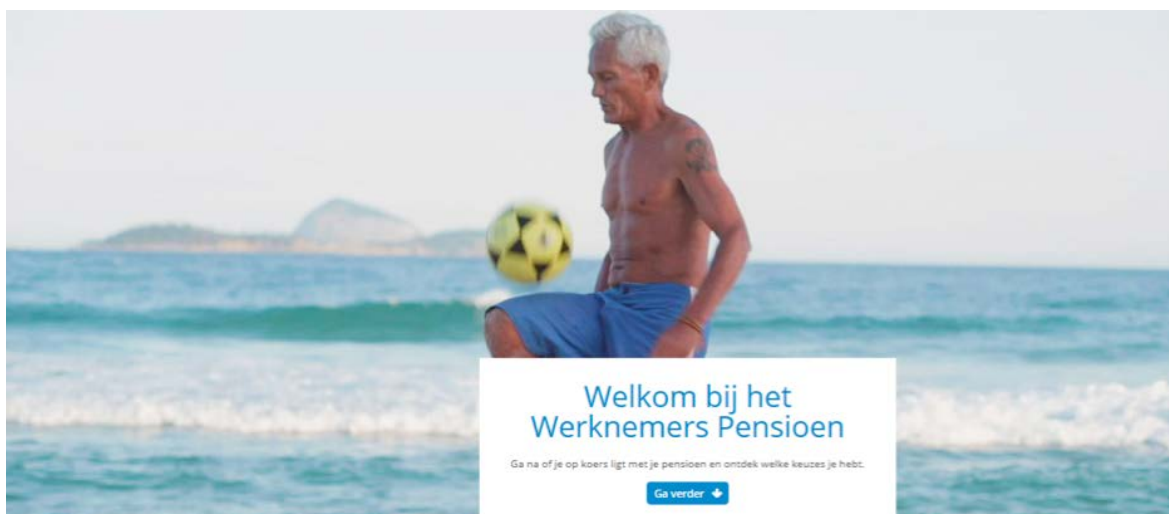 Welkom bij het
Werknemers Pensioen
Ga na of je op koers ligt met je pensioen en ontdek welke keuzes je hebt.
Ga verder